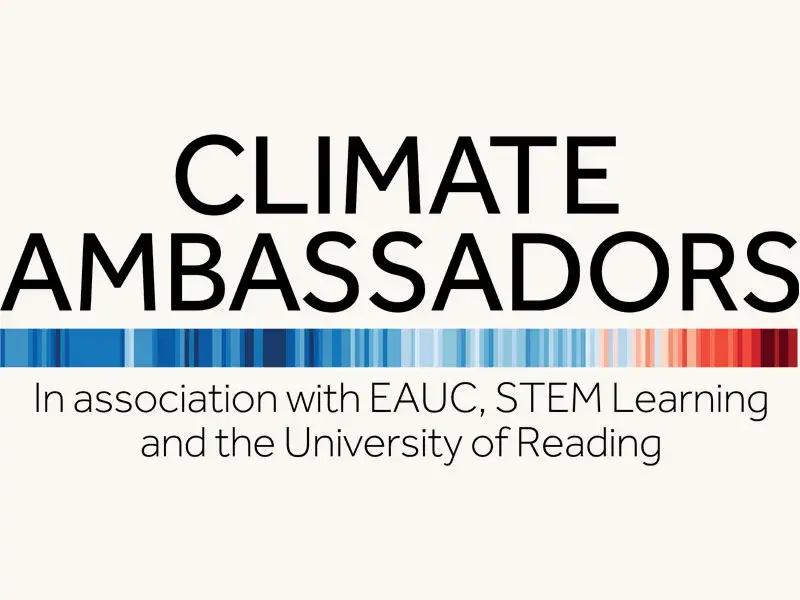 CLIMATE
AMBASSADORS
In association with EAUC, STEM Learning
and the University of Reading